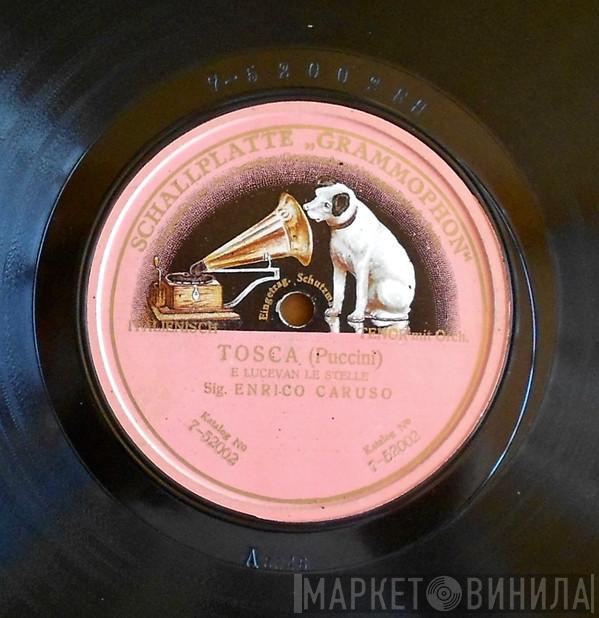 7-52002
SCHALLPLATTE „GRAMMOPHON“
Eingetrag. Schutzm
ITALIENISCH
TENOR mit Orch.
TOSCA (Puccini)
E LUCEVAN LE STELLE
Sig. ENRICO CARUSO
Katalog No
7-52002
Katalog No
7-52002
МАРКЕТ ВИНИЛА